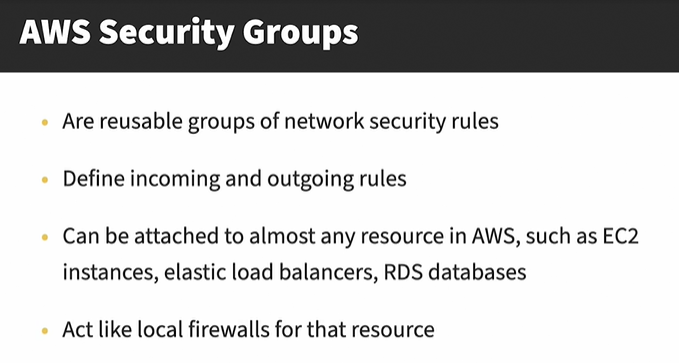 AWS Security Groups
• Are reusable groups of network security rules
• Define incoming and outgoing rules
• Can be attached to almost any resource in AWS, such as EC2
instances, elastic load balancers, RDS databases
• Act like local firewalls for that resource